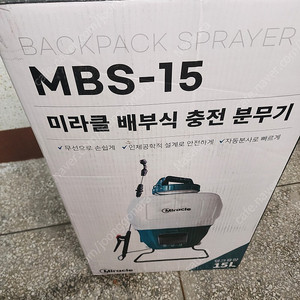 BACKPACK SPRAYER
MBS-15
미라클 배부식 충전 분무기
✓무선으로 손쉽게 ✓인체공학적 설계로 안전하게 ✓자동분사로 빠르게
Miracle
15L
Miracle